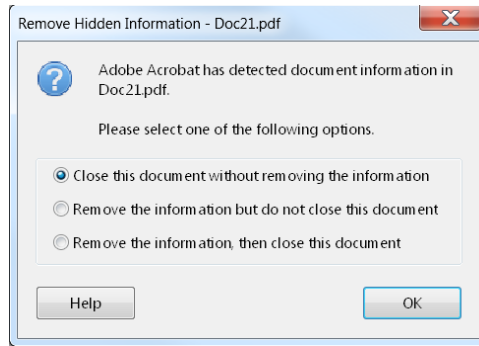 Remove Hidden Information - Doc21.pdf
Adobe Acrobat has detected document information in
Doc21.pdf.
Please select one of the following options.
Close this document without removing the information
Remove the information but do not close this document
Remove the information, then close this document
Help
OK